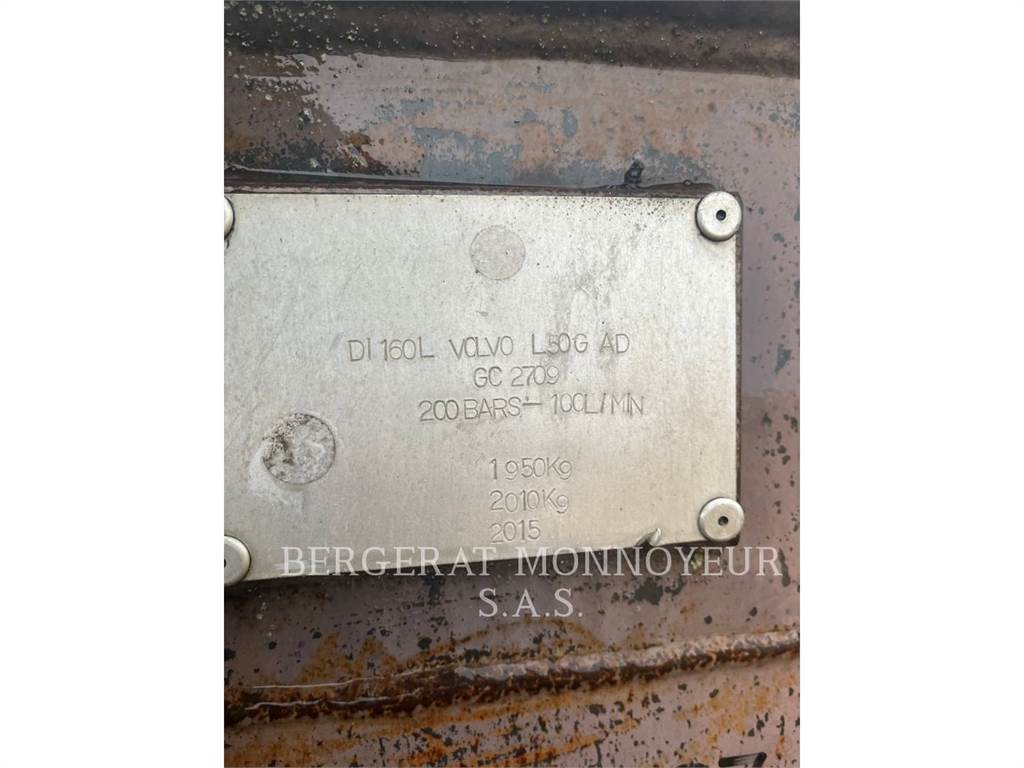 DI 160L VOLVO L50G AD
GC 2709
200 BARS - 100L/MIN
1950Kg
2010Kg
2015
BERGERAT MONNOYEUR
S.A.S.